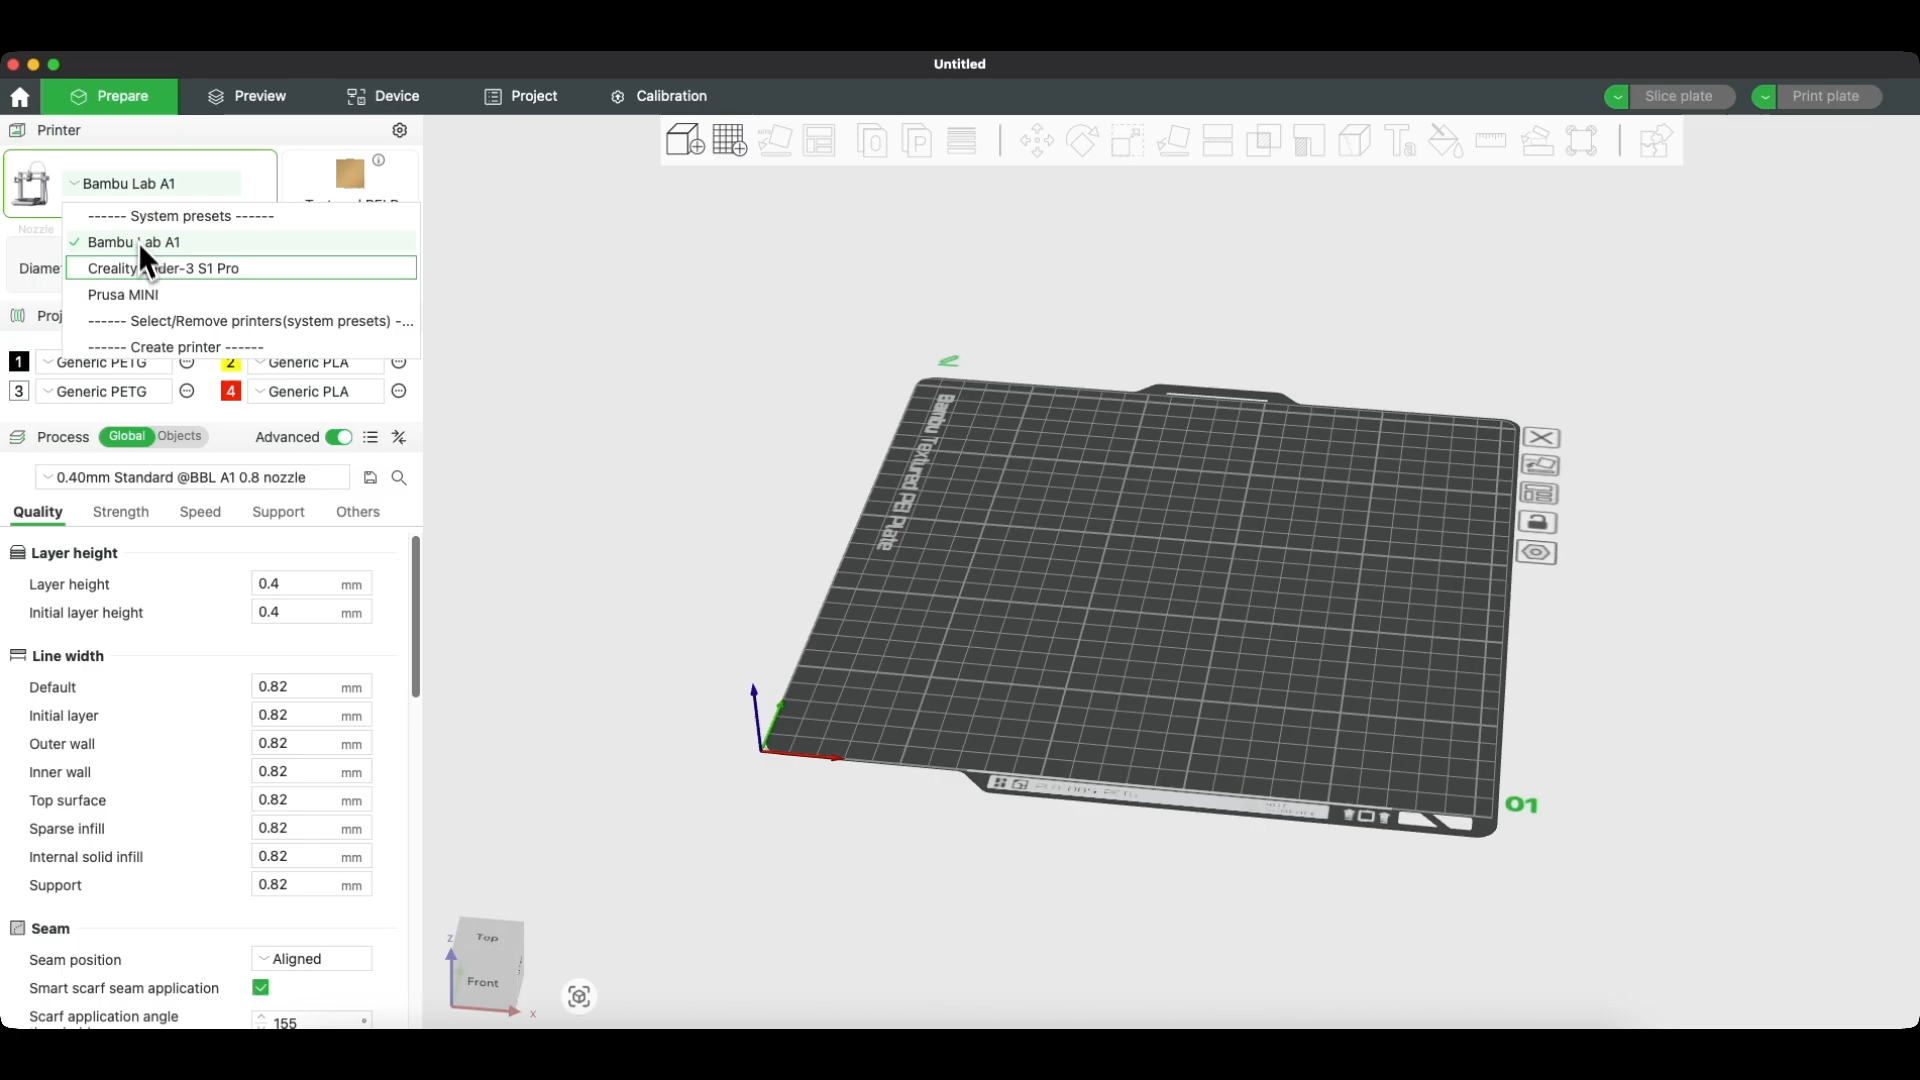 Untitled
Prepare
Preview
Device
Project
Calibration
Slice plate
Print plate
Printer
Bambu Lab A1
Nozzle
------ System presets ------
Bambu Lab A1
Creality Ender-3 S1 Pro
Prusa MINI
------ Select/Remove printers(system presets) -...
------ Create printer ------
Diame
Proj
1 Generic PETG
2 Generic PLA
3 Generic PETG
4 Generic PLA
Process Global Objects Advanced
0.40mm Standard @BBL A1 0.8 nozzle
Quality Strength Speed Support Others
Layer height
Layer height 0.4 mm
Initial layer height 0.4 mm
Line width
Default 0.82 mm
Initial layer 0.82 mm
Outer wall 0.82 mm
Inner wall 0.82 mm
Top surface 0.82 mm
Sparse infill 0.82 mm
Internal solid infill 0.82 mm
Support 0.82 mm
Seam
Seam position Aligned
Smart scarf seam application
Scarf application angle 155 °
Bambu Textured PEI Plate
01
Top
Front
z
x